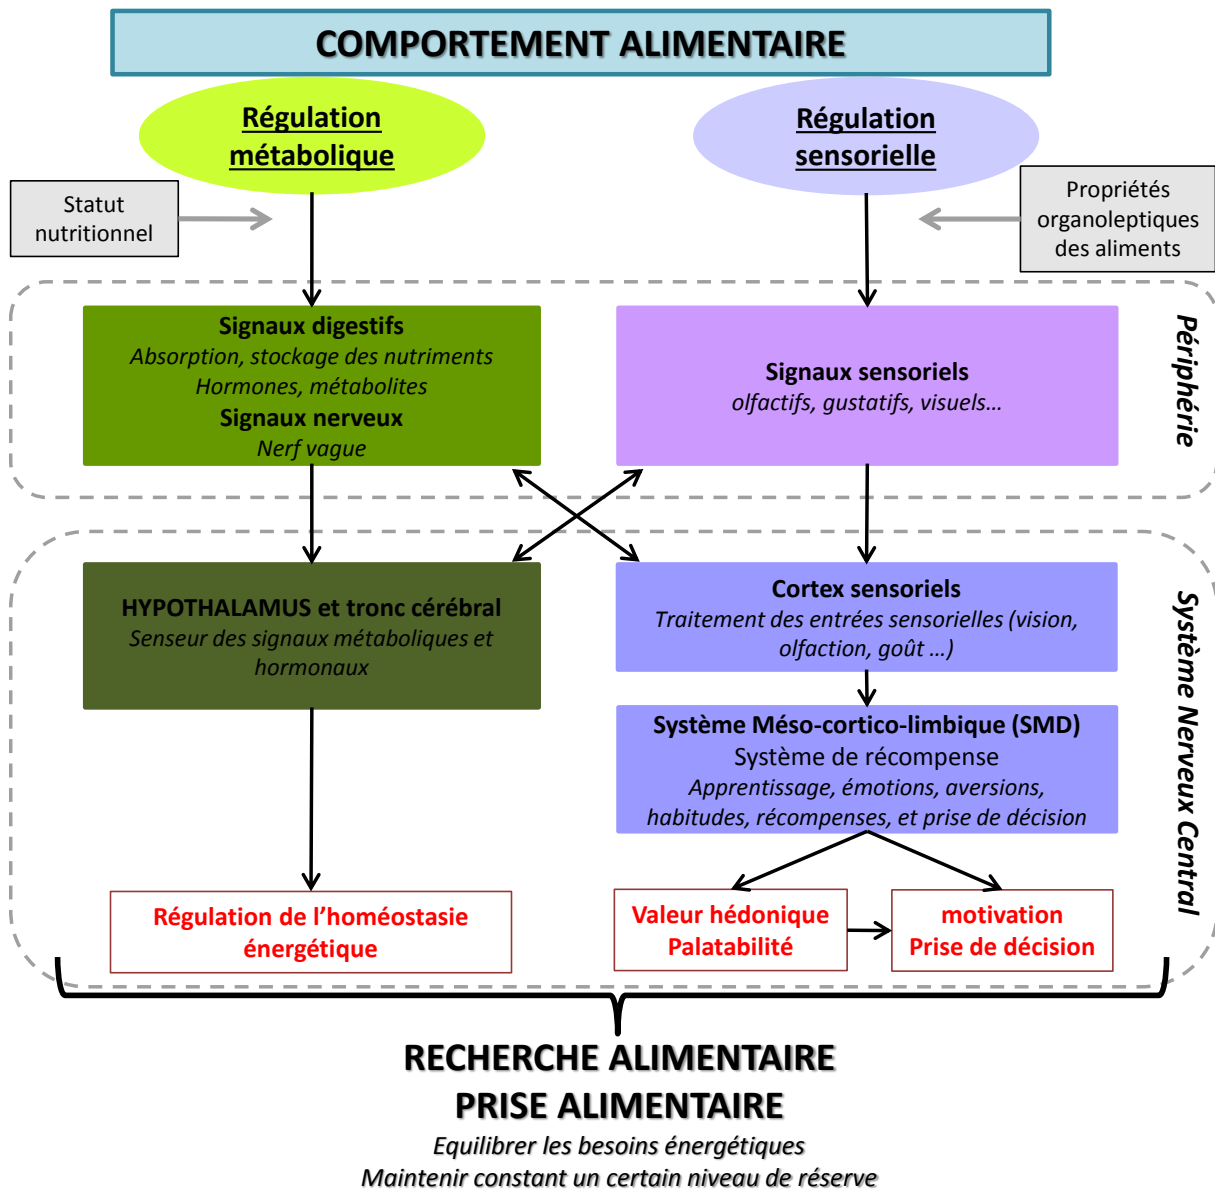 COMPORTEMENT ALIMENTAIRE
Régulation
métabolique
Régulation
sensorielle
Statut
nutritionnel
Propriétés
organoleptiques
des aliments
Signaux digestifs
Absorption, stockage des nutriments
Hormones, métabolites
Signaux nerveux
Nerf vague
Signaux sensoriels
olfactifs, gustatifs, visuels...
Périphérie
HYPOTHALAMUS et tronc cérébral
Senseur des signaux métaboliques et
hormonaux
Cortex sensoriels
Traitement des entrées sensorielles (vision,
olfaction, goût ...)
Système Méso-cortico-limbique (SMD)
Système de récompense
Apprentissage, émotions, aversions,
habitudes, récompenses, et prise de décision
Système Nerveux Central
Régulation de l'homéostasie
énergétique
Valeur hédonique
Palatabilité
motivation
Prise de décision
RECHERCHE ALIMENTAIRE
PRISE ALIMENTAIRE
Equilibrer les besoins énergétiques
Maintenir constant un certain niveau de réserve